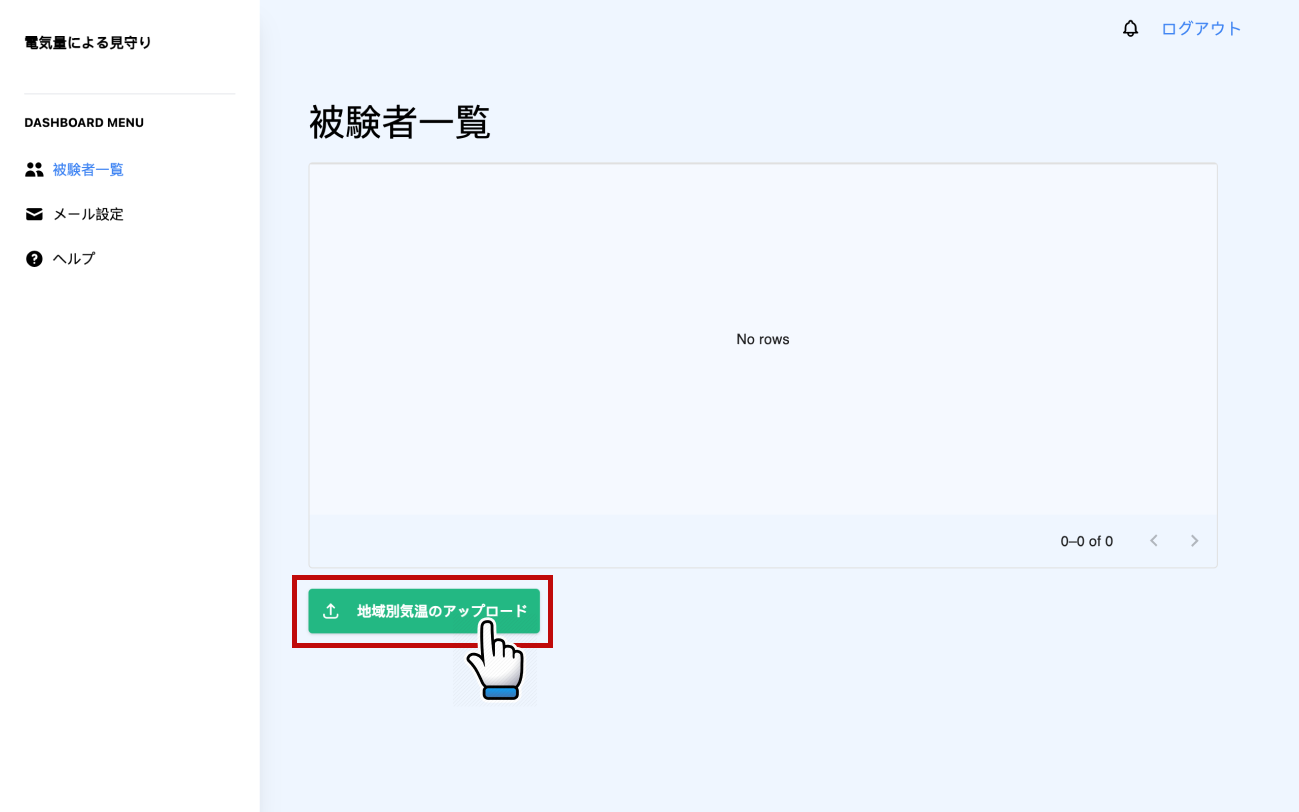 電気量による見守り
ログアウト
DASHBOARD MENU
被験者一覧
メール設定
ヘルプ
被験者一覧
No rows
0–0 of 0
地域別気温のアップロード